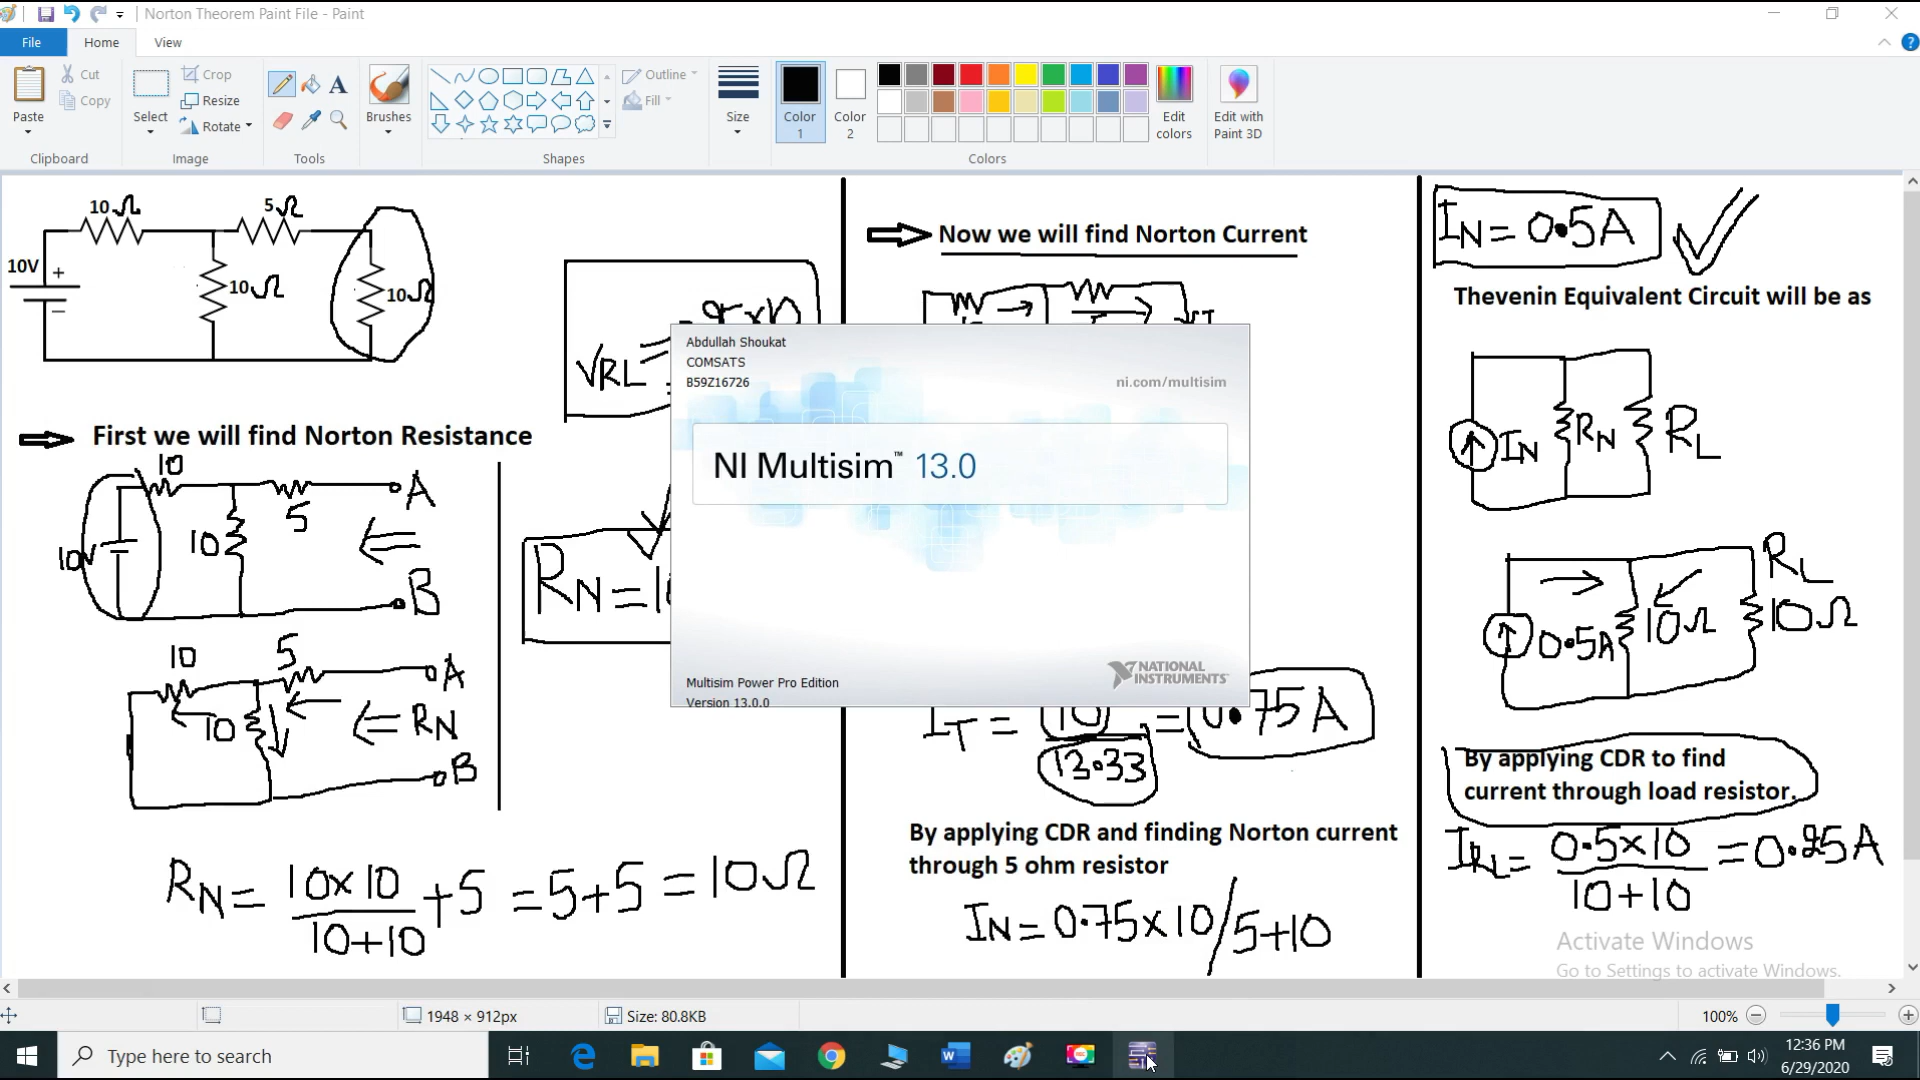 Norton Theorem Paint File - Paint
File
Home
View
Paste
Cut
Copy
Clipboard
Select
Crop
Resize
Rotate
Image
Tools
Brushes
Outline
Fill
Shapes
Size
Color
1
Color
2
Edit
colors
Edit with
Paint 3D
Colors
10Ω
5Ω
10V
+
−
10Ω
10Ω
VRL =
⇒ First we will find Norton Resistance
10
5
A
10
10V
B
10
5
A
10
⇐ RN
B
RN = 10
RN = 10x10/10+10 + 5 = 5+5 = 10Ω
⇒ Now we will find Norton Current
Abdullah Shoukat
COMSATS
B59Z16726
ni.com/multisim
NI Multisim™ 13.0
NATIONAL
INSTRUMENTS
Multisim Power Pro Edition
Version 13.0.0
IT = 10/13.33 = 0.75A
By applying CDR and finding Norton current
through 5 ohm resistor
IN = 0.75x10/5+10
IN = 0.5A
Thevenin Equivalent Circuit will be as
IN
RN
RL
RL
0.5A
10Ω
10Ω
By applying CDR to find
current through load resistor.
IRL = 0.5x10/10+10 = 0.25A
Activate Windows
Go to Settings to activate Windows.
1948 × 912px
Size: 80.8KB
100%
Type here to search
12:36 PM
6/29/2020